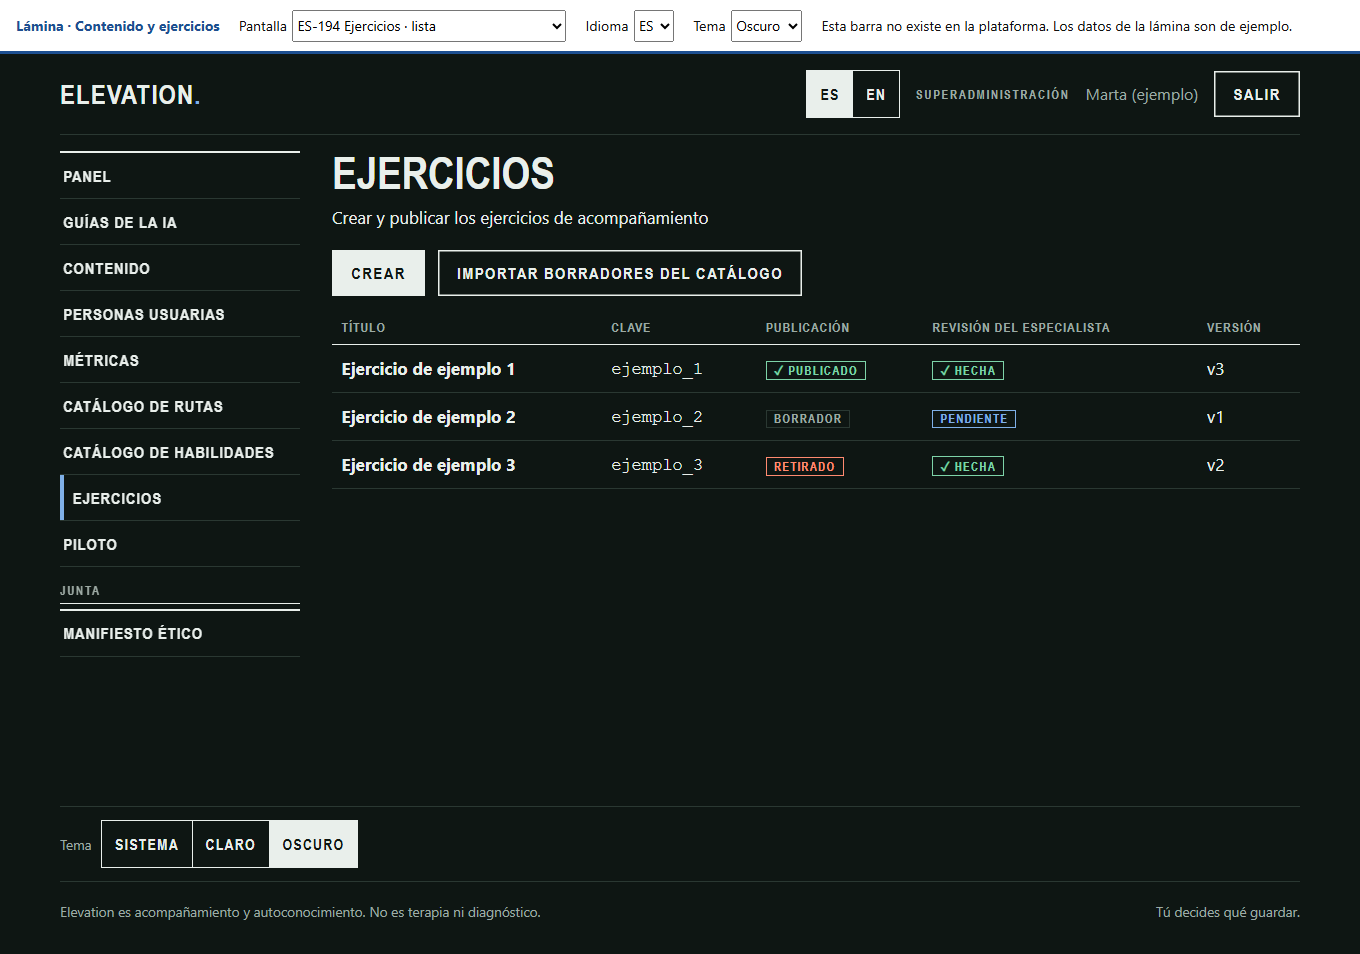 Lámina · Contenido y ejercicios Pantalla ES-194 Ejercicios · lista Idioma ES Tema Oscuro Esta barra no existe en la plataforma. Los datos de la lámina son de ejemplo.
ELEVATION. ES EN SUPERADMINISTRACIÓN Marta (ejemplo) SALIR
PANEL
GUÍAS DE LA IA
CONTENIDO
PERSONAS USUARIAS
MÉTRICAS
CATÁLOGO DE RUTAS
CATÁLOGO DE HABILIDADES
EJERCICIOS
PILOTO
JUNTA
MANIFIESTO ÉTICO
EJERCICIOS
Crear y publicar los ejercicios de acompañamiento
CREAR IMPORTAR BORRADORES DEL CATÁLOGO
TÍTULO CLAVE PUBLICACIÓN REVISIÓN DEL ESPECIALISTA VERSIÓN
Ejercicio de ejemplo 1 ejemplo_1 ✓ PUBLICADO ✓ HECHA v3
Ejercicio de ejemplo 2 ejemplo_2 BORRADOR PENDIENTE v1
Ejercicio de ejemplo 3 ejemplo_3 RETIRADO ✓ HECHA v2
Tema SISTEMA CLARO OSCURO
Elevation es acompañamiento y autoconocimiento. No es terapia ni diagnóstico. Tú decides qué guardar.